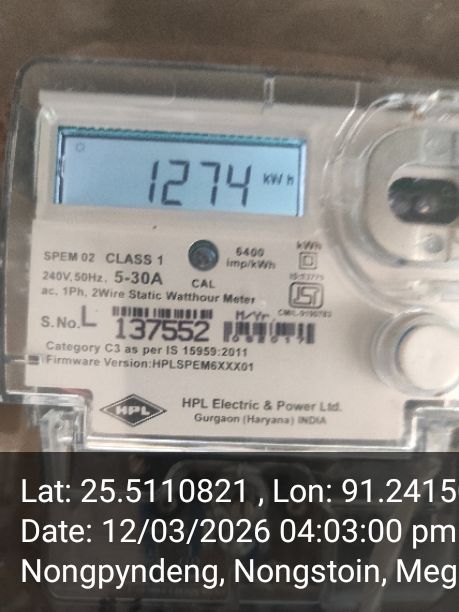 1274 kWh
SPEM 02 CLASS 1
6400 imp/kWh
kWh
240V, 50Hz, 5-30A
CAL
ac, 1Ph, 2Wire Static Watthour Meter
S.No. L 137552
M/Yr.
Category C3 as per IS 15959:2011
Firmware Version:HPLSPEM6XXX01
HPL
HPL Electric & Power Ltd.
Gurgaon (Haryana) INDIA
Lat: 25.5110821 , Lon: 91.2415
Date: 12/03/2026 04:03:00 pm
Nongpyndeng, Nongstoin, Meg